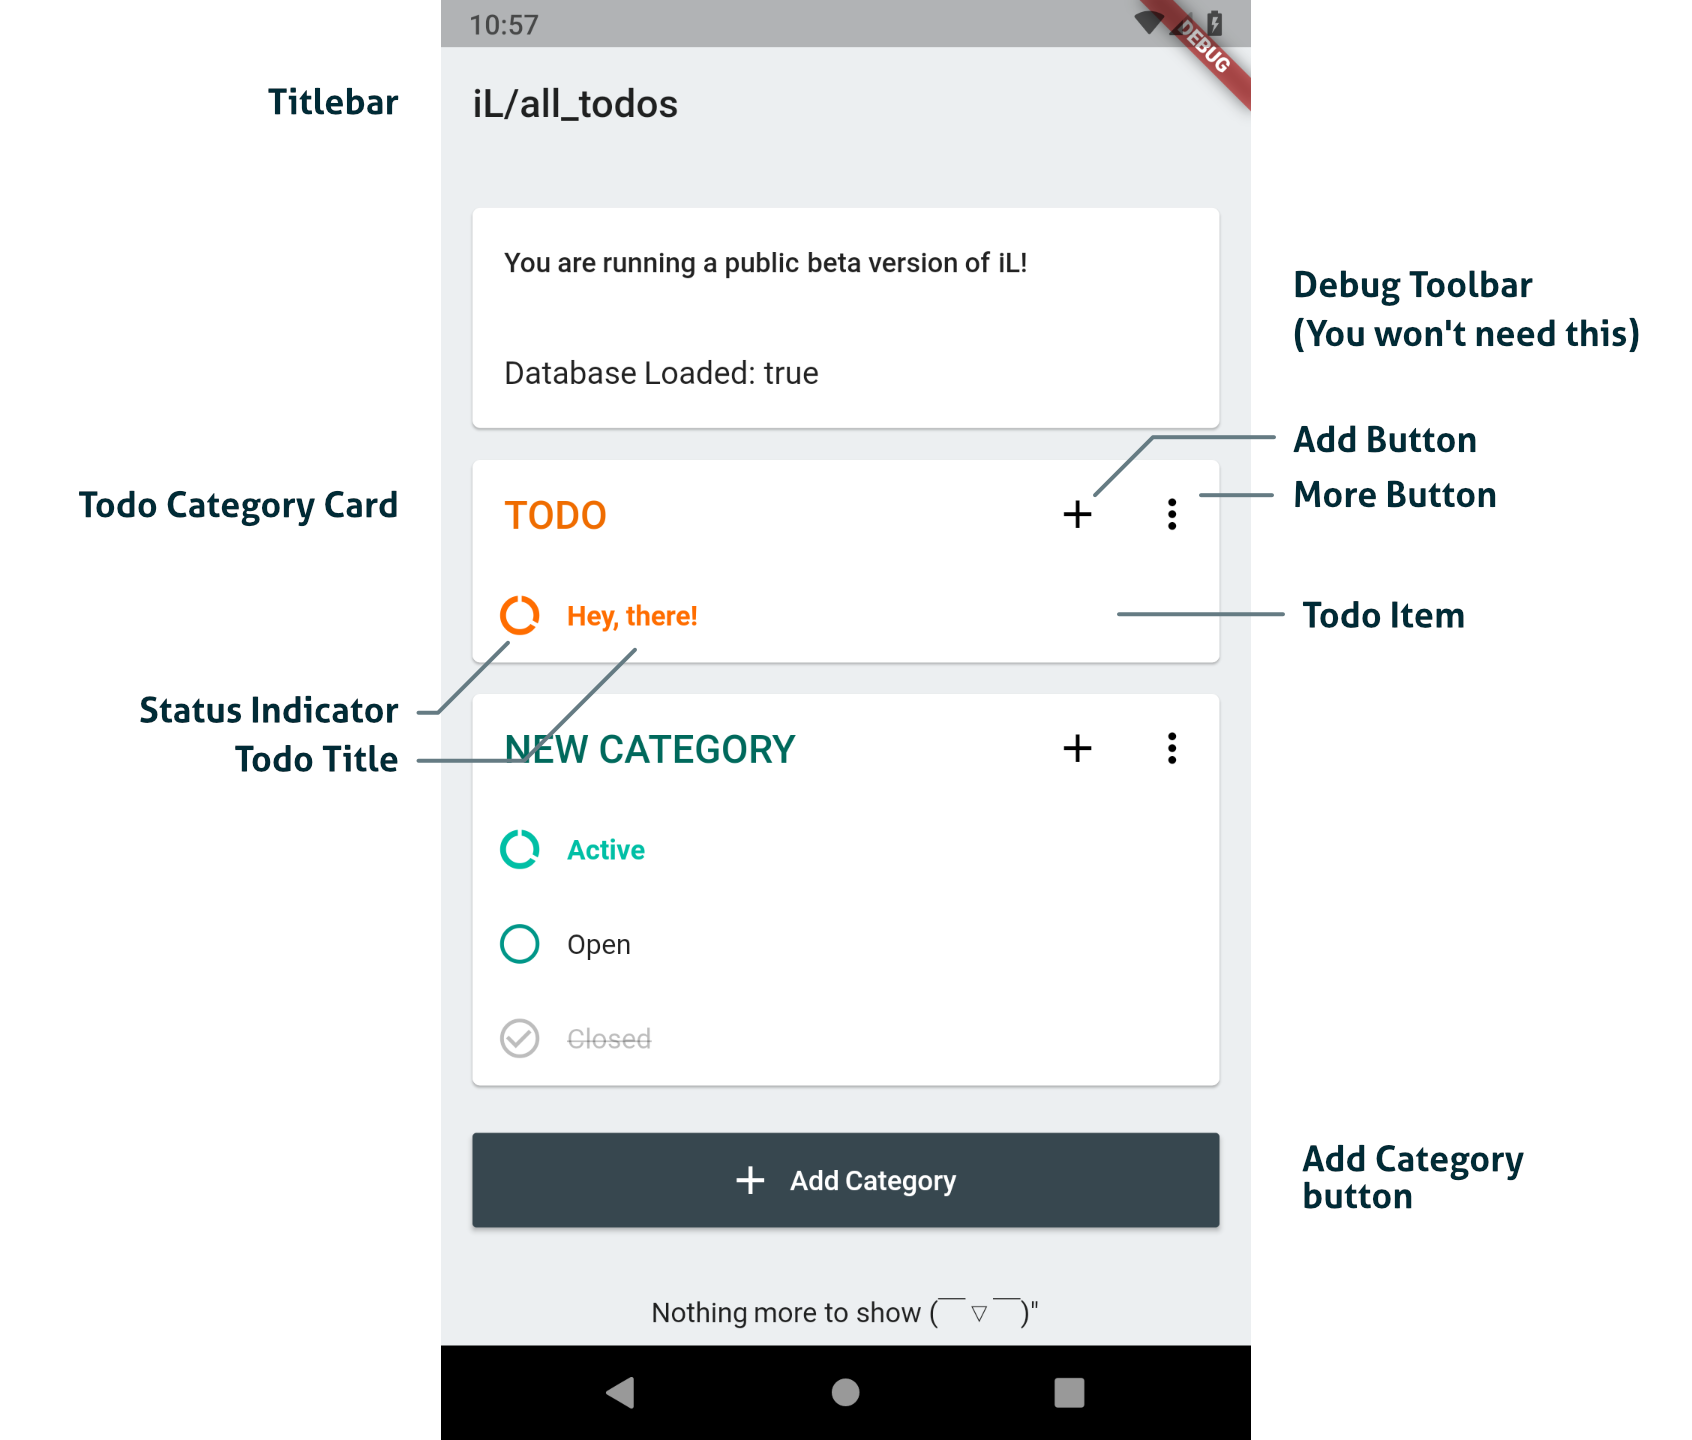 10:57
DEBUG
Titlebar
iL/all_todos
You are running a public beta version of iL!
Debug Toolbar
(You won't need this)
Database Loaded: true
Add Button
More Button
Todo Category Card
TODO
Hey, there!
Todo Item
Status Indicator
Todo Title
NEW CATEGORY
Active
Open
Closed
Add Category
button
Add Category
Nothing more to show (￣▽￣)"